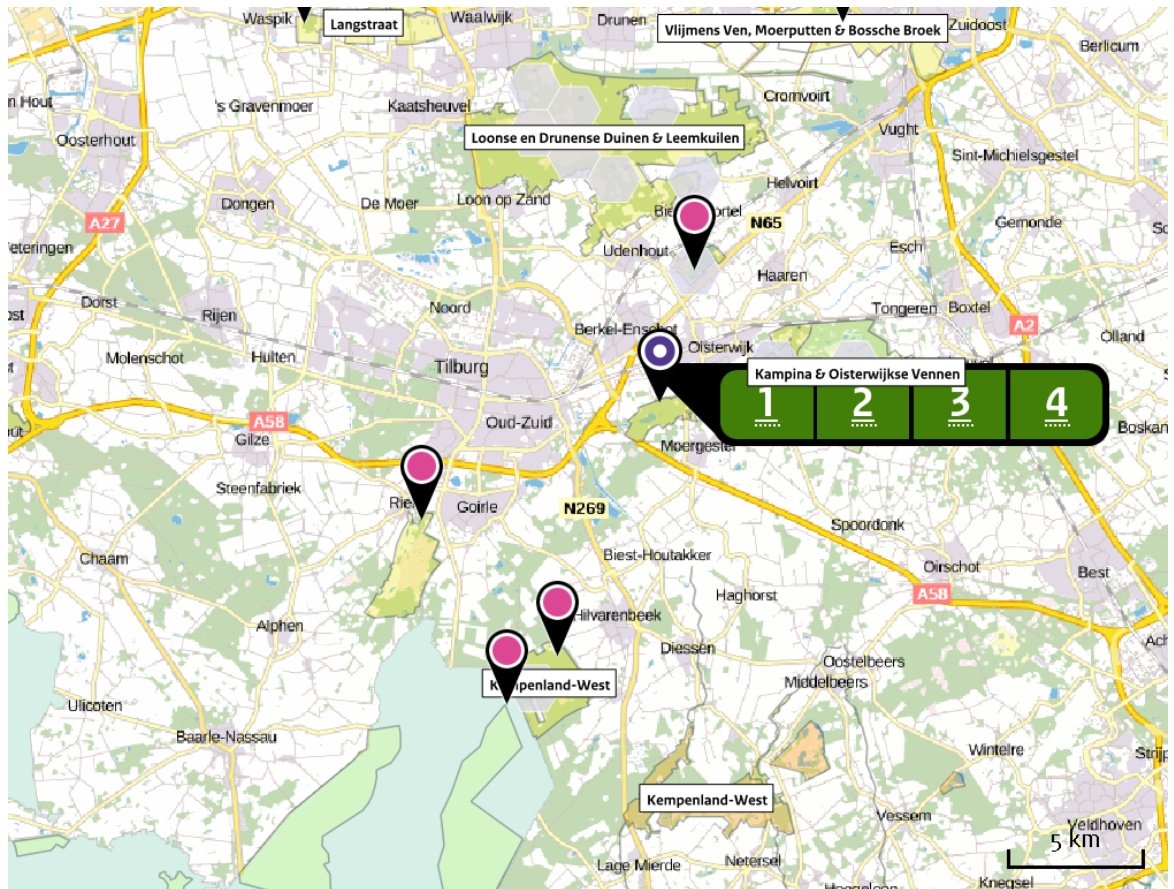 Waspik
Langstraat
Waalwijk
Drunen
Vlijmens Ven, Moerputten & Bossche Broek
Zuidoost
Berlicum
's Gravenmoer
Kaatsheuvel
Cromvoirt
Oosterhout
Loonse en Drunense Duinen & Leemkuilen
Vught
Sint-Michielsgestel
Helvoirt
Loon op Zand
De Moer
Dongen
A27
N65
Gemonde
Udenhout
Esch
Haaren
Dorst
Rijen
Noord
Tongeren
Boxtel
Berkel-Enschot
A2
Olland
Molenschot
Hulten
Tilburg
Oisterwijk
Kampina & Oisterwijkse Vennen
1
2
3
4
A58
Oud-Zuid
Gilze
Moergestel
Steenfabriek
Goirle
N269
Spoordonk
Chaam
Biest-Houtakker
Oirschot
Best
Haghorst
A58
Alphen
Hilvarenbeek
Diessen
Oostelbeers
Middelbeers
Kempenland-West
Ulicoten
Baarle-Nassau
Wintelre
Kempenland-West
Vessem
Veldhoven
5 km
Lage Mierde
Netersel
Knegsel